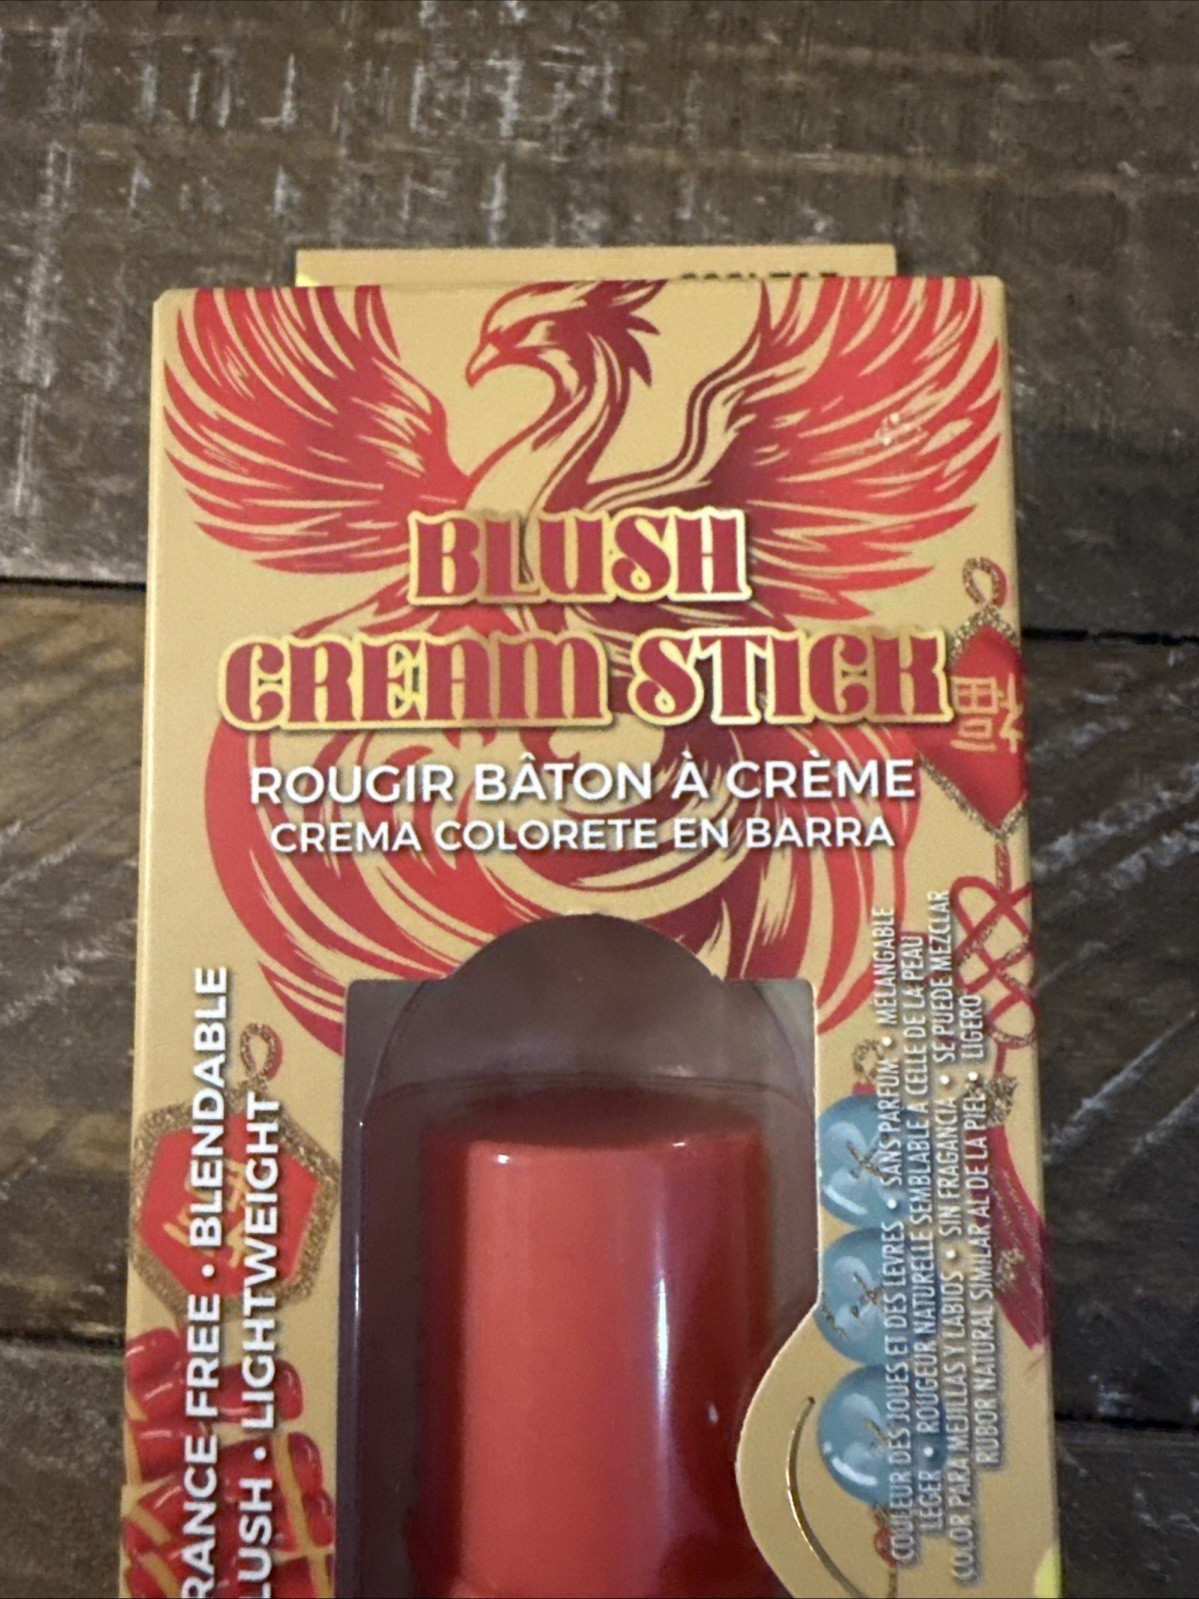 BLUSH
CREAM STICK
ROUGIR BÂTON À CRÈME
CREMA COLORETE EN BARRA
RANCE FREE • BLENDABLE
LUSH • LIGHTWEIGHT
COULEUR DES JOUES ET DES LEVRES • SANS PARFUM • MELANGABLE
LEGER • ROUGEUR NATURELLE SEMBLABLE A CELLE DE LA PEAU
COLOR PARA MEJILLAS Y LABIOS • SIN FRAGANCIA • SE PUEDE MEZCLAR
RUBOR NATURAL SIMILAR AL DE LA PIEL • LIGERO